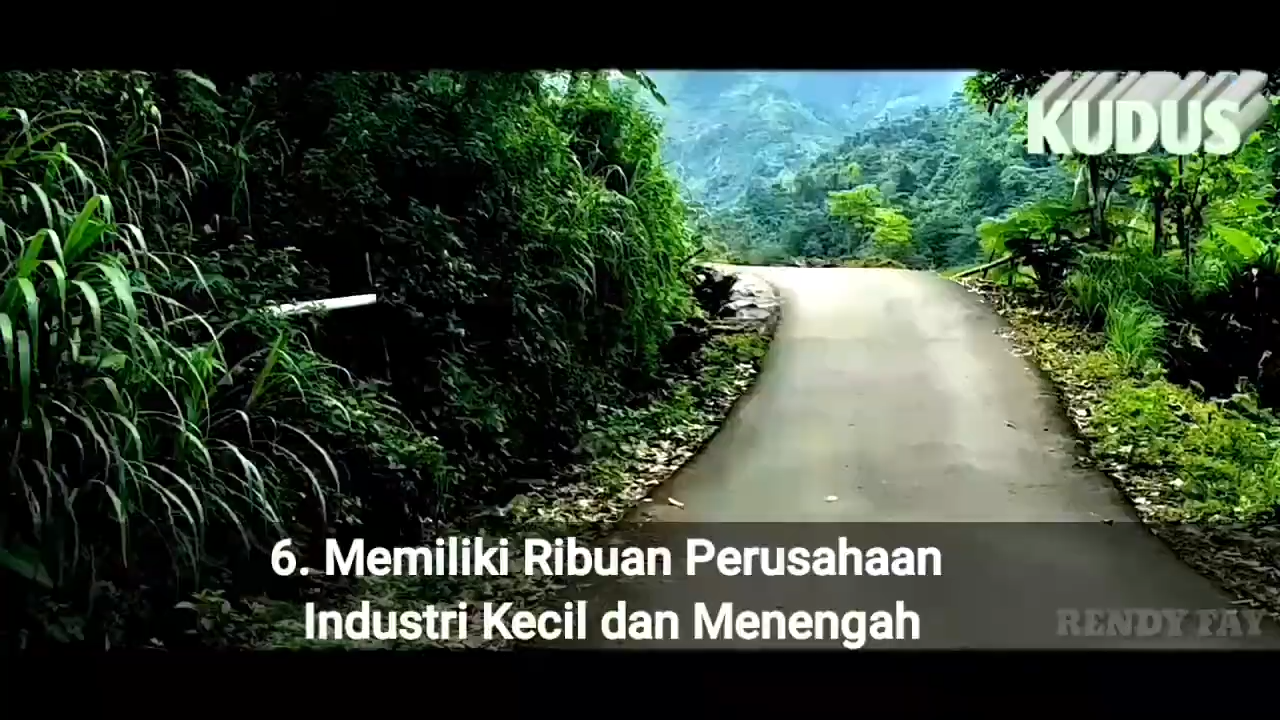 KUDUS
6. Memiliki Ribuan Perusahaan
Industri Kecil dan Menengah
RENDY FAY